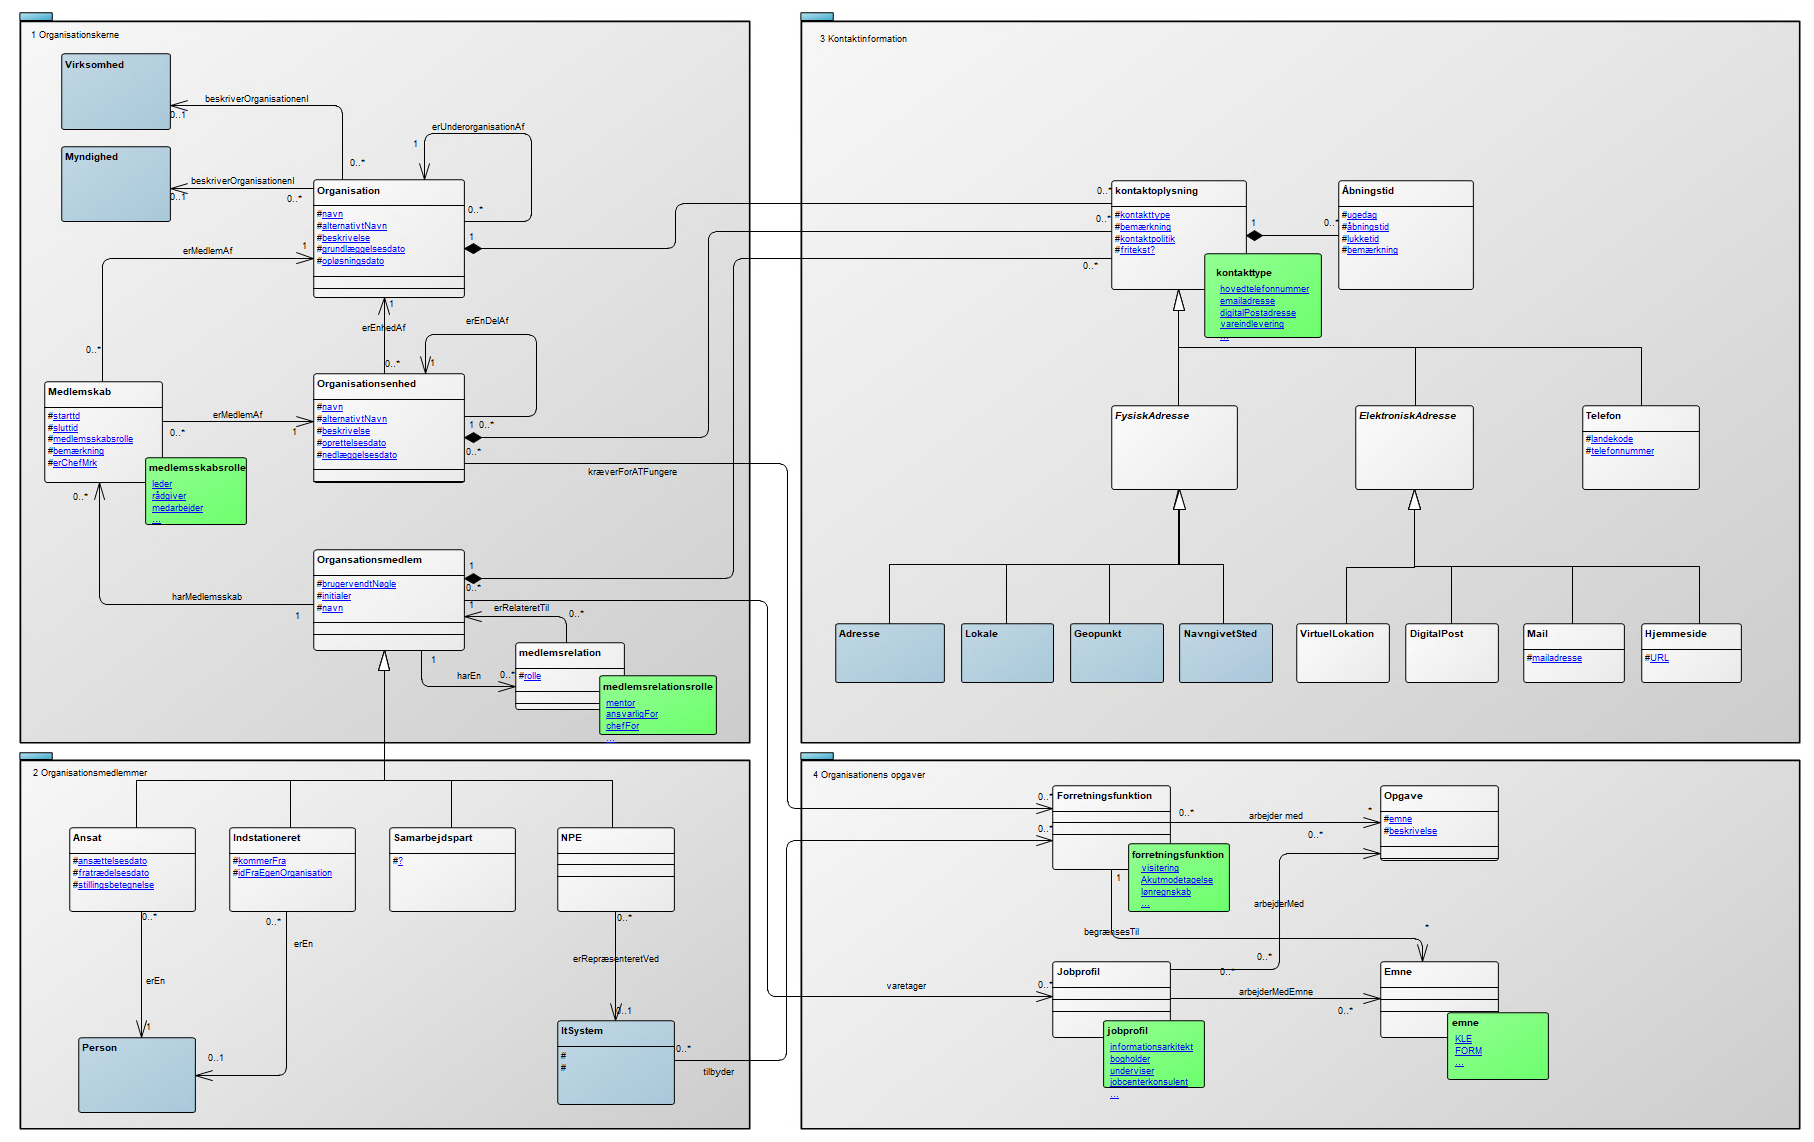 1 Organisationskerne
Virksomhed
beskriverOrganisationenI
0..1
0..*
Myndighed
beskriverOrganisationenI
0..1
0..*
erUnderorganisationAf
1
0..*
Organisation
#navn
#alternativtNavn
#beskrivelse
#grundlæggelsesdato
#opløsningsdato
1
erMedlemAf
1
0..*
erEnhedAf
1
0..*
erEnDelAf
1
0..*
Organisationsenhed
#navn
#alternativtNavn
#beskrivelse
#oprettelsesdato
#nedlæggelsesdato
1
0..*
kræverForATFungere
Medlemskab
#starttd
#sluttid
#medlemsskabsrolle
#bemærkning
#erChefMrk
erMedlemAf
0..*
1
medlemsskabsrolle
leder
rådgiver
medarbejder
...
0..*
harMedlemsskab
1
Organsationsmedlem
#brugervendtNøgle
#initialer
#navn
1
0..*
1
erRelateretTil
0..*
1
harEn
0..*
medlemsrelation
#rolle
medlemsrelationsrolle
mentor
ansvarligFor
chefFor
...
2 Organisationsmedlemmer
Ansat
#ansættelsesdato
#fratrædelsesdato
#stillingsbetegnelse
Indstationeret
#kommerFra
#idFraEgenOrganisation
Samarbejdspart
#?
NPE
0..*
erEn
1
0..*
erEn
0..1
Person
0..*
erRepræsenteretVed
0..1
ItSystem
#
#
0..*
tilbyder
3 Kontaktinformation
0..*
0..*
0..*
kontaktoplysning
#kontakttype
#bemærkning
#kontaktpolitik
#fritekst?
1
0..*
Åbningstid
#ugedag
#åbningstid
#lukketid
#bemærkning
kontakttype
hovedtelefonnummer
emailadresse
digitalPostadresse
vareindlevering
...
FysiskAdresse
ElektroniskAdresse
Telefon
#landekode
#telefonnummer
Adresse
Lokale
Geopunkt
NavngivetSted
VirtuelLokation
DigitalPost
Mail
#mailadresse
Hjemmeside
#URL
4 Organisationens opgaver
0..*
0..*
Forretningsfunktion
0..*
arbejder med
*
0..*
Opgave
#emne
#beskrivelse
forretningsfunktion
visitering
Akutmodetagelse
lønregnskab
...
1
arbejderMed
begrænsesTil
*
0..*
0..*
varetager
0..*
Jobprofil
arbejderMedEmne
0..*
Emne
jobprofil
informationsarkitekt
bogholder
underviser
jobcenterkonsulent
...
emne
KLE
FORM
...